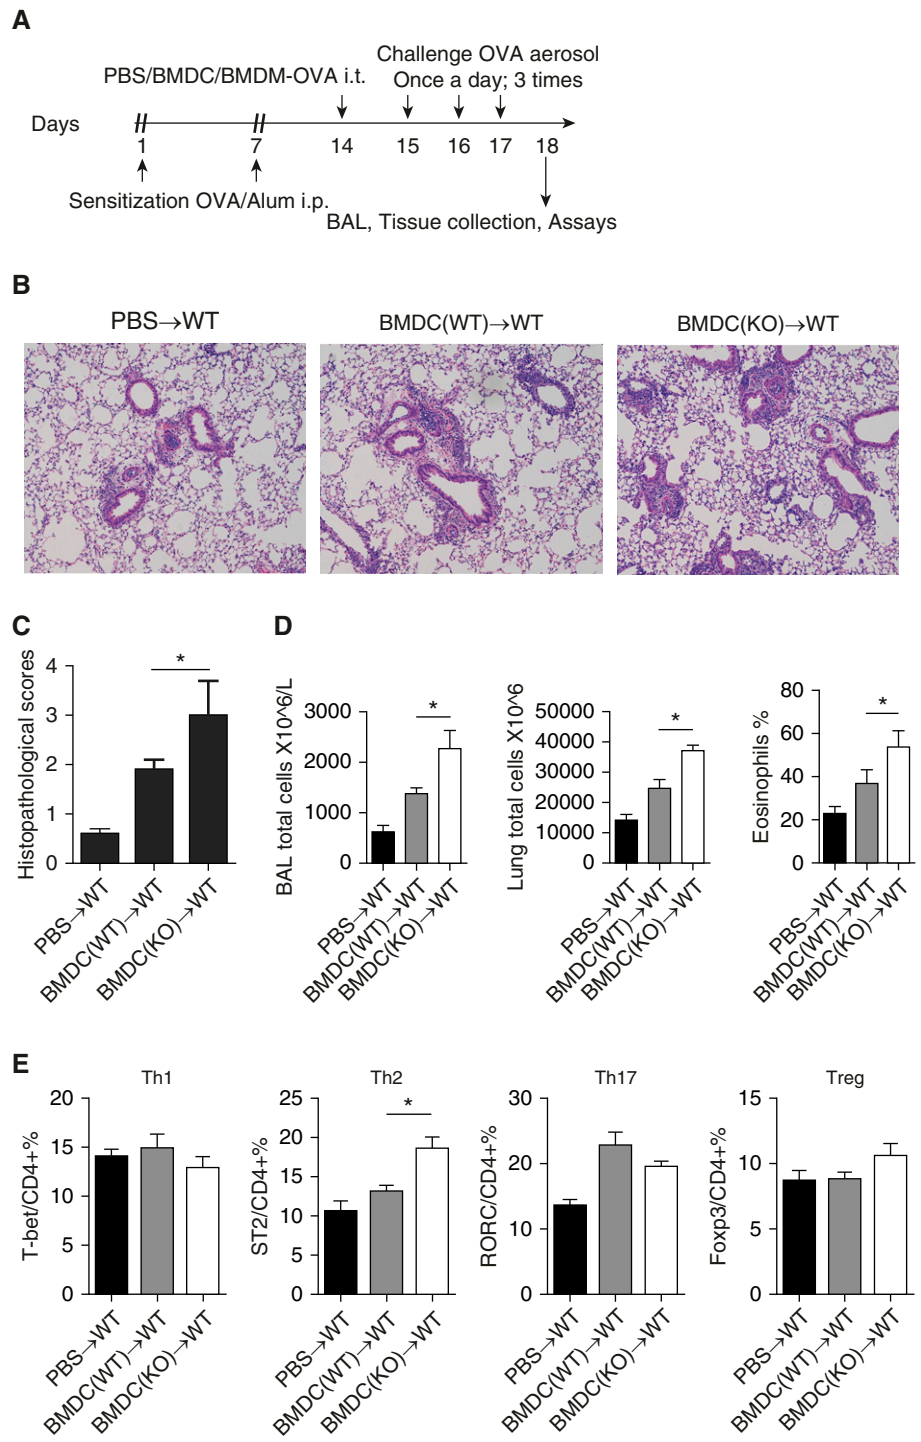 A
Challenge OVA aerosol
PBS/BMDC/BMDM-OVA i.t.
Once a day; 3 times
Days
1 7 14 15 16 17 18
Sensitization OVA/Alum i.p.
BAL, Tissue collection, Assays
B
PBS→WT BMDC(WT)→WT BMDC(KO)→WT
C
Histopathological scores
4
3
2
1
0
*
PBS→WT
BMDC(WT)→WT
BMDC(KO)→WT
D
BAL total cells X10^6/L
3000
2000
1000
0
*
PBS→WT
BMDC(WT)→WT
BMDC(KO)→WT
Lung total cells X10^6
50000
40000
30000
20000
10000
0
*
PBS→WT
BMDC(WT)→WT
BMDC(KO)→WT
Eosinophils %
80
60
40
20
0
*
PBS→WT
BMDC(WT)→WT
BMDC(KO)→WT
E
Th1
T-bet/CD4+%
20
15
10
5
0
PBS→WT
BMDC(WT)→WT
BMDC(KO)→WT
Th2
ST2/CD4+%
25
20
15
10
5
0
*
PBS→WT
BMDC(WT)→WT
BMDC(KO)→WT
Th17
RORC/CD4+%
30
20
10
0
PBS→WT
BMDC(WT)→WT
BMDC(KO)→WT
Treg
Foxp3/CD4+%
15
10
5
0
PBS→WT
BMDC(WT)→WT
BMDC(KO)→WT